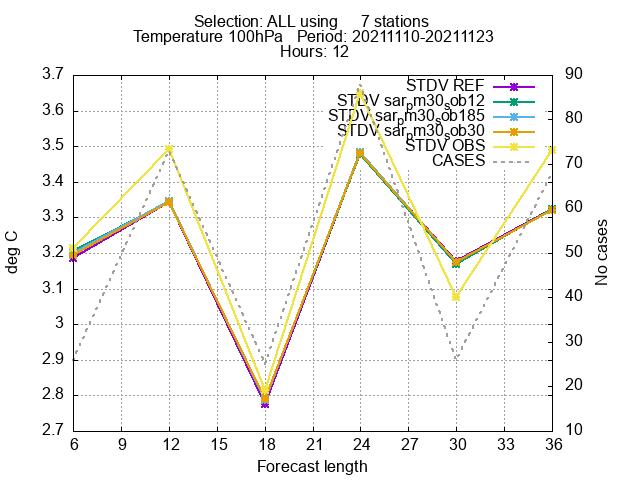 Selection: ALL using 7 stations
Temperature 100hPa Period: 20211110-20211123
Hours: 12
STDV REF
STDV sar_pm30_sob12
STDV sar_pm30_sob185
STDV sar_pm30_sob30
STDV OBS
CASES
3.7
3.6
3.5
3.4
3.3
3.2
3.1
3
2.9
2.8
2.7
deg C
90
80
70
60
50
40
30
20
10
No cases
6 9 12 15 18 21 24 27 30 33 36
Forecast length